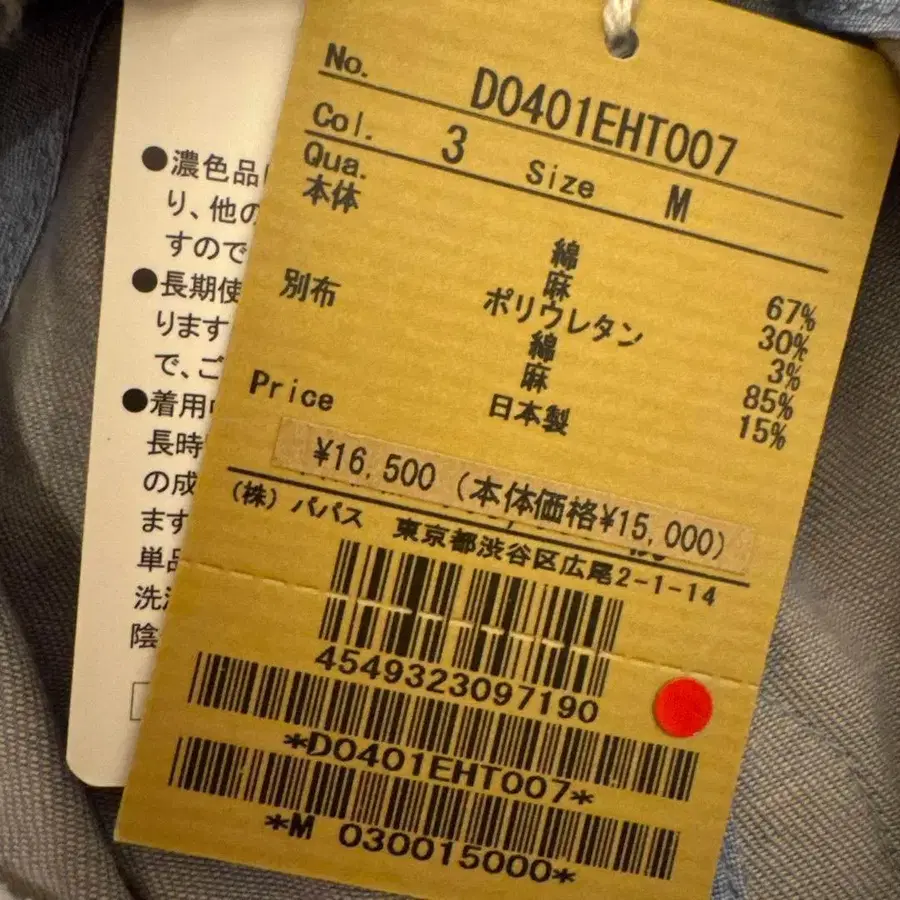 No. D0401EHT007
Col. 3 Size M
Qua.
本体 綿 67%
麻 30%
ポリウレタン 3%
別布 綿 85%
麻 15%
日本製
Price
¥16,500 (本体価格¥15,000)
(株) パパス 東京都渋谷区広尾2-1-14
4549323097190
*D0401EHT007*
*M 030015000*
●濃色品
り、他の
すので
●長期使
ります
で、ご
●着用
長時
の成
ます
単品
洗
陰